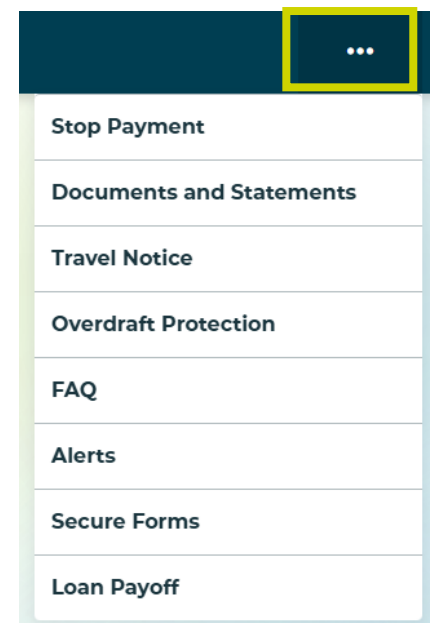 •••
Stop Payment
Documents and Statements
Travel Notice
Overdraft Protection
FAQ
Alerts
Secure Forms
Loan Payoff